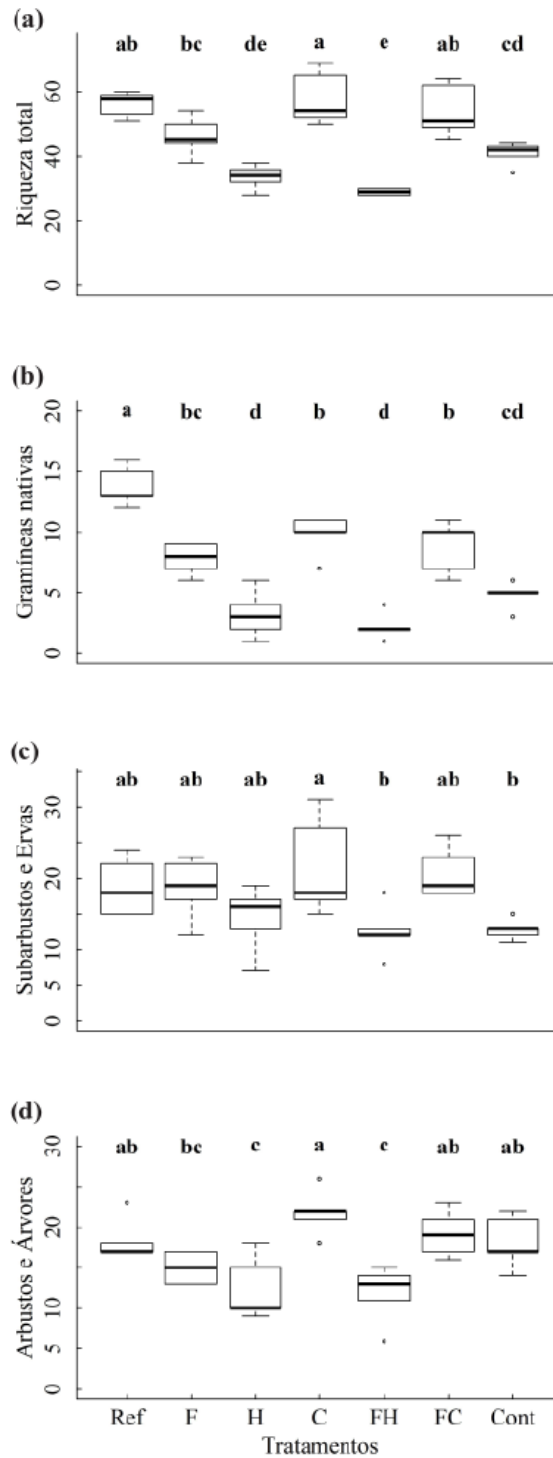 (a)
ab bc de a e ab cd
Riqueza total
60
40
20
0
(b)
a bc d b d b cd
Gramíneas nativas
20
15
10
5
0
(c)
ab ab ab a b ab b
Subarbustos e Ervas
30
20
10
5
0
(d)
ab bc c a c ab ab
Arbustos e Árvores
30
20
10
5
0
Ref F H C FH FC Cont
Tratamentos